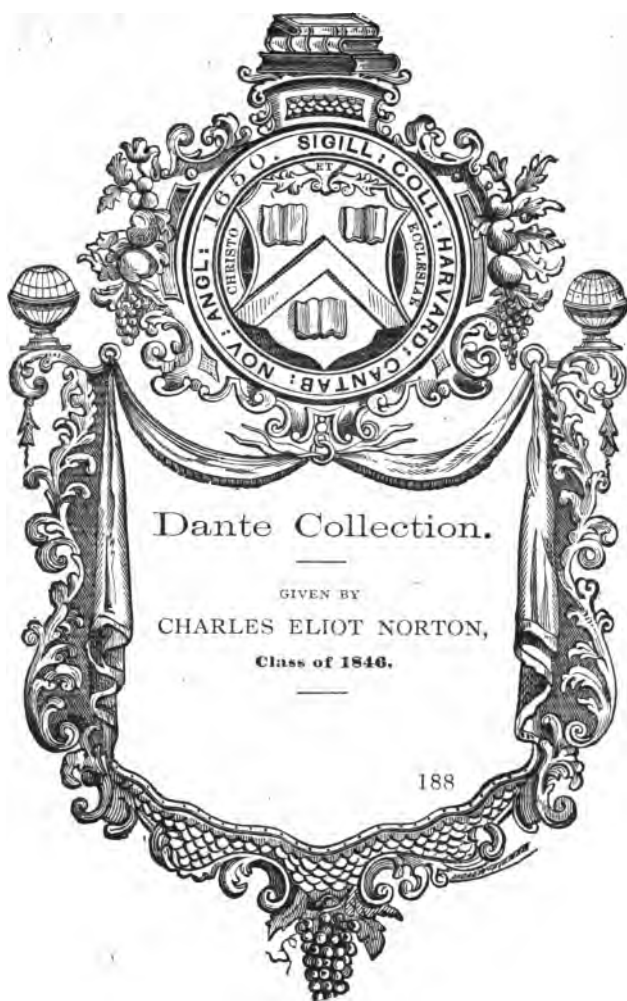 SIGILL: COLL: HARVARD: CANTAB: NOV: ANGL: 1650.
CHRISTO
ET
ECCLESIAE
Dante Collection.
GIVEN BY
CHARLES ELIOT NORTON,
Class of 1846.
188